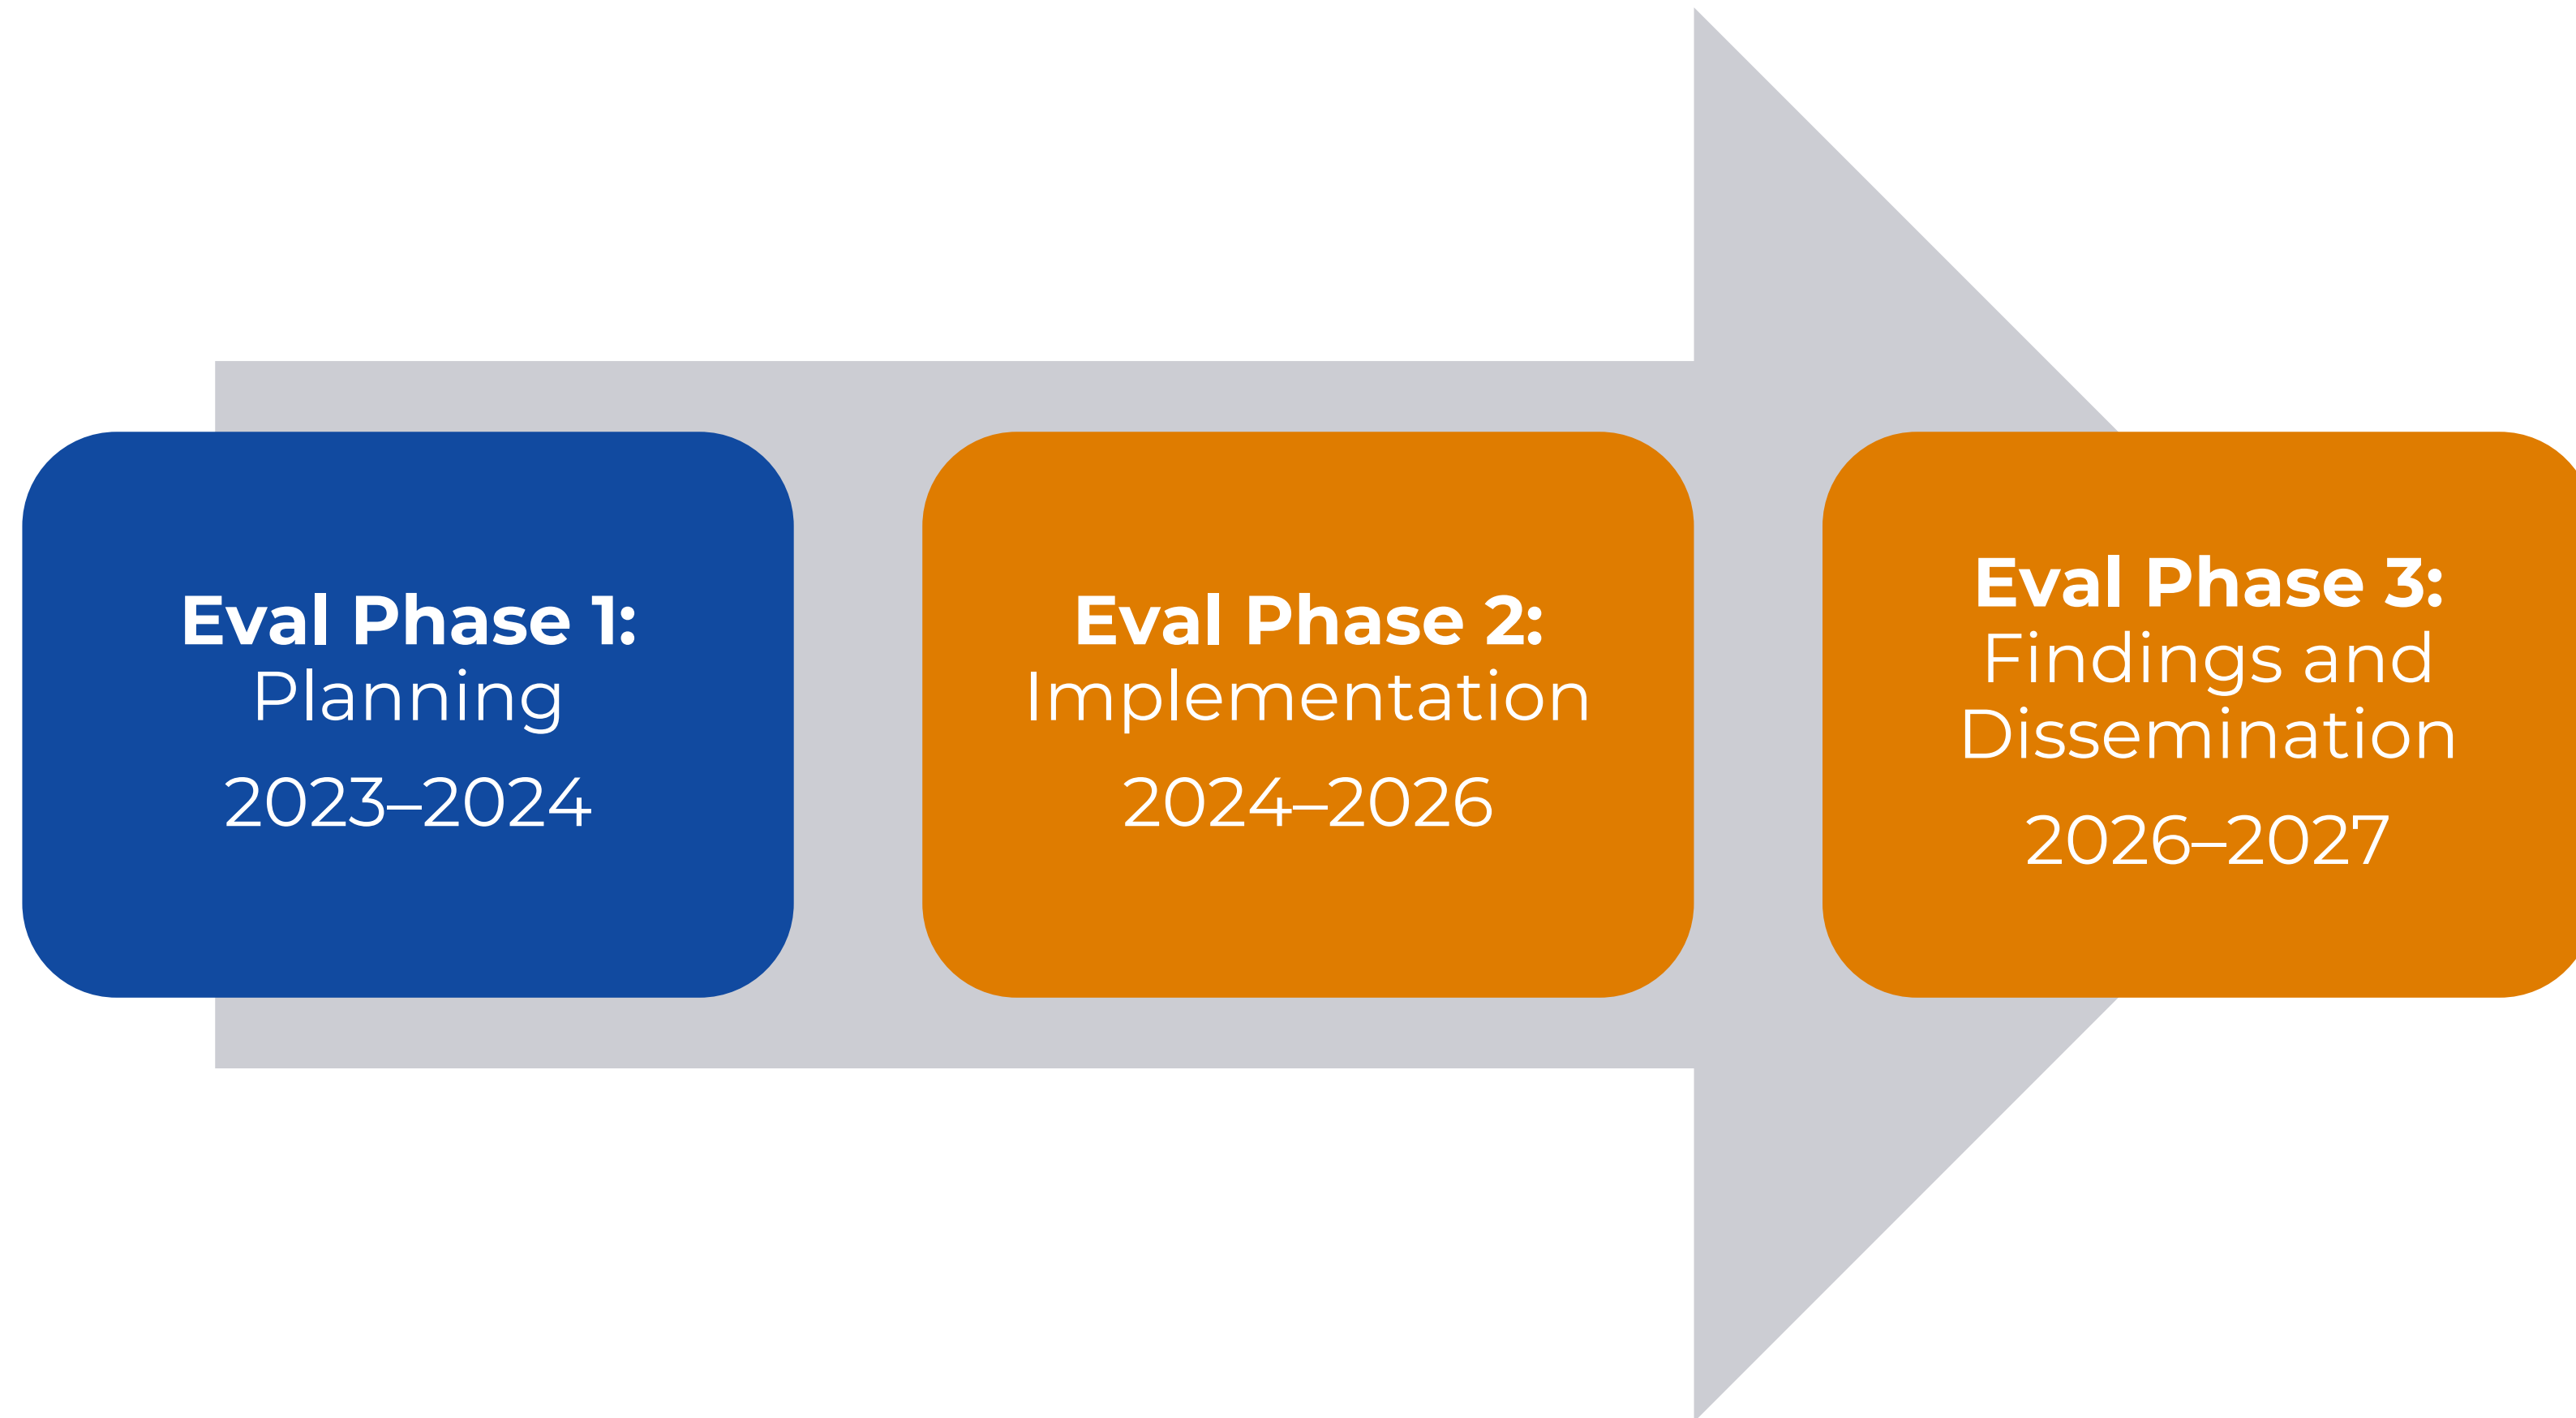 Eval Phase 1:
Planning
2023–2024
Eval Phase 2:
Implementation
2024–2026
Eval Phase 3:
Findings and
Dissemination
2026–2027